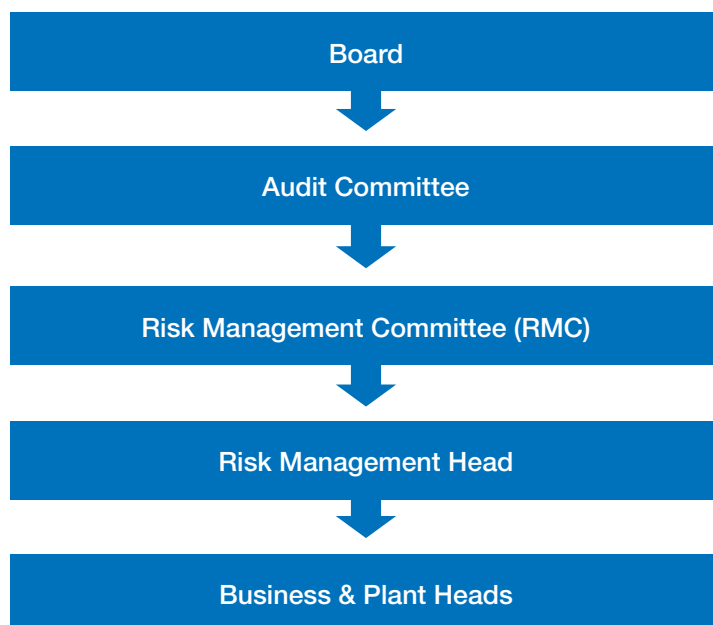 Board
Audit Committee
Risk Management Committee (RMC)
Risk Management Head
Business & Plant Heads